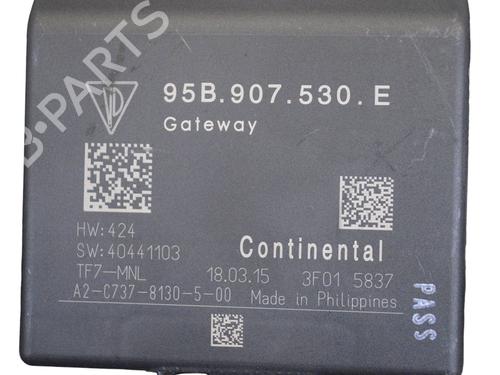 B-PARTS
95B.907.530.E
Gateway
HW:424
SW:40441103
Continental
TF7-MNL 18.03.15 3F01 5837
A2-C737-8130-5-00 Made in Philippines
PASS